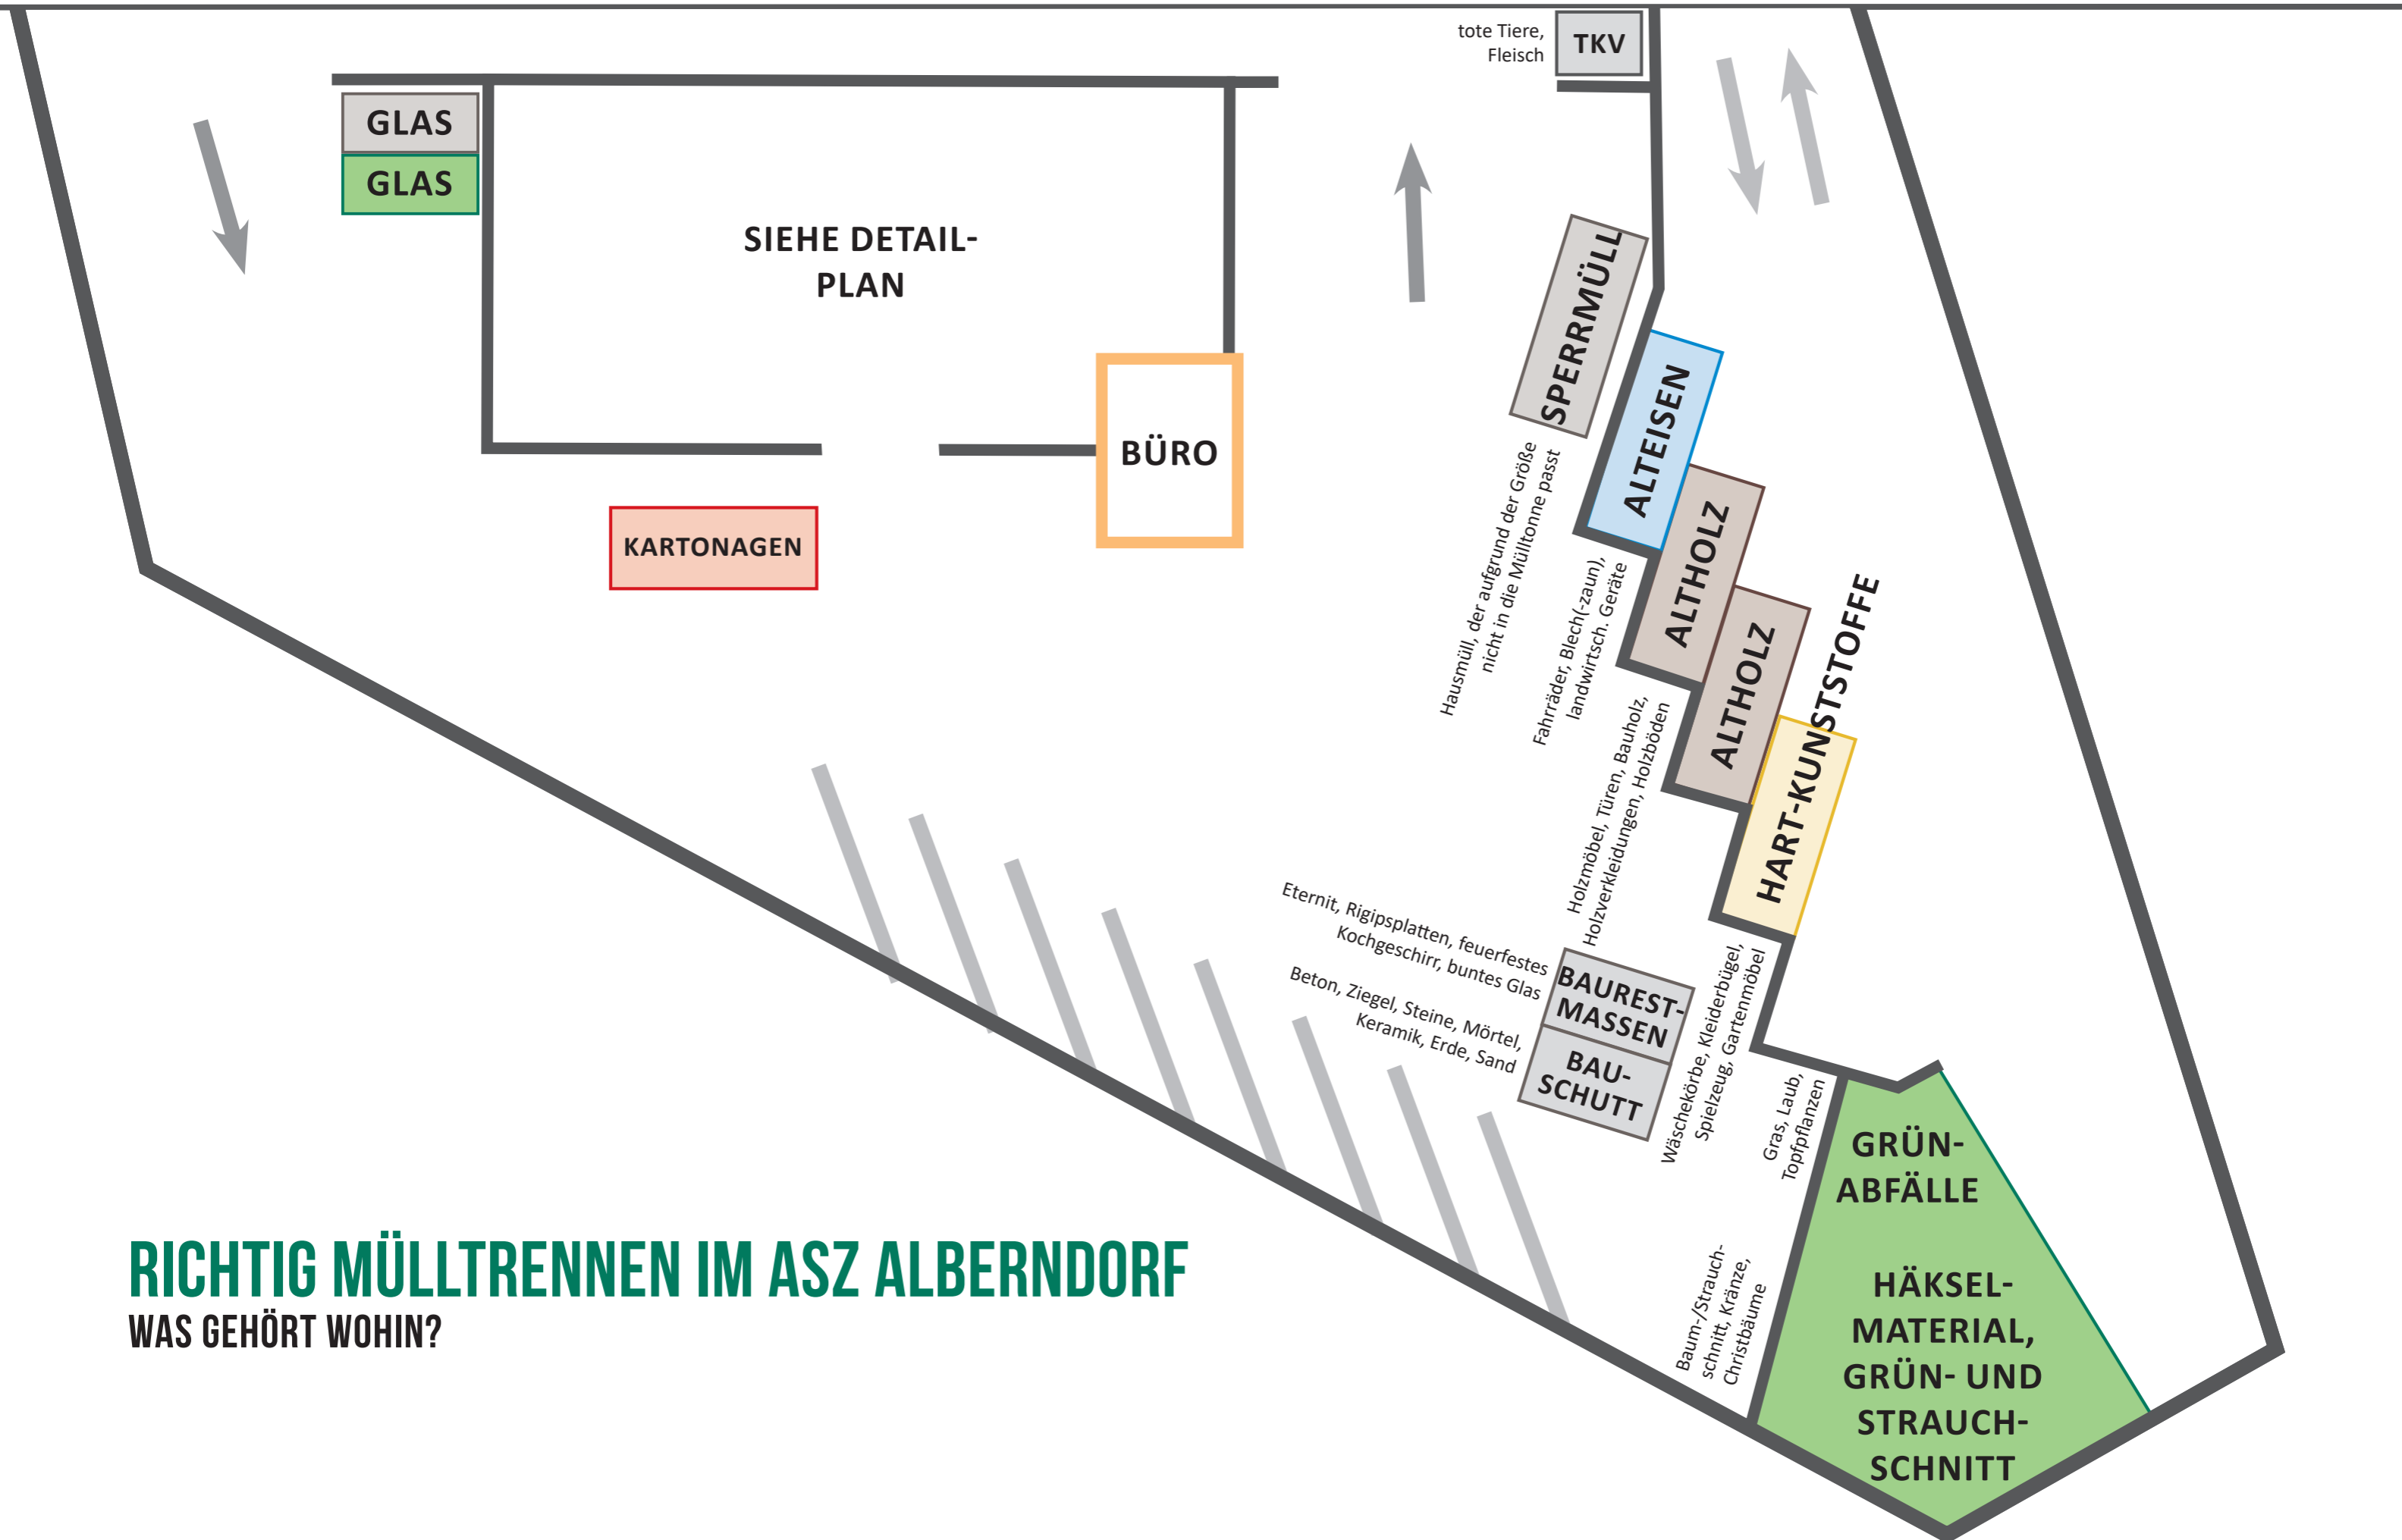 tote Tiere,
Fleisch
TKV
GLAS
GLAS
SIEHE DETAIL-
PLAN
BÜRO
KARTONAGEN
SPERRMÜLL
Hausmüll, der aufgrund der Größe
nicht in die Mülltonne passt
ALTEISEN
Fahrräder, Blech(-zaun),
landwirtsch. Geräte
ALTHOLZ
ALTHOLZ
Holzmöbel, Türen, Bauholz,
Holzverkleidungen, Holzböden
HART-KUNSTSTOFFE
Wäschekörbe, Kleiderbügel,
Spielzeug, Gartenmöbel
Eternit, Rigipsplatten, feuerfestes
Kochgeschirr, buntes Glas
BAUREST-
MASSEN
Beton, Ziegel, Steine, Mörtel,
Keramik, Erde, Sand
BAU-
SCHUTT
Gras, Laub,
Topfpflanzen
GRÜN-
ABFÄLLE
Baum-/Strauch-
schnitt, Kränze,
Christbäume
HÄKSEL-
MATERIAL,
GRÜN- UND
STRAUCH-
SCHNITT
RICHTIG MÜLLTRENNEN IM ASZ ALBERNDORF
WAS GEHÖRT WOHIN?